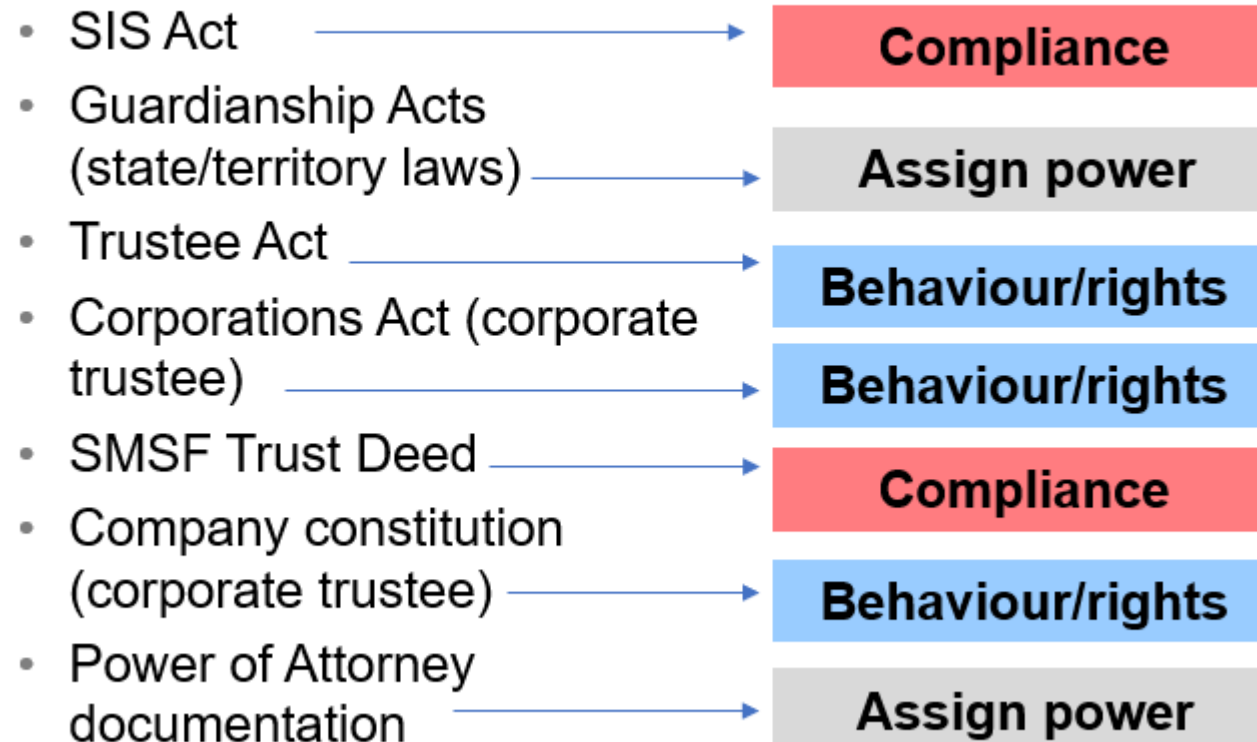 • SIS Act
Compliance
• Guardianship Acts
(state/territory laws)
Assign power
• Trustee Act
Behaviour/rights
• Corporations Act (corporate
trustee)
Behaviour/rights
• SMSF Trust Deed
Compliance
• Company constitution
(corporate trustee)
Behaviour/rights
• Power of Attorney
documentation
Assign power